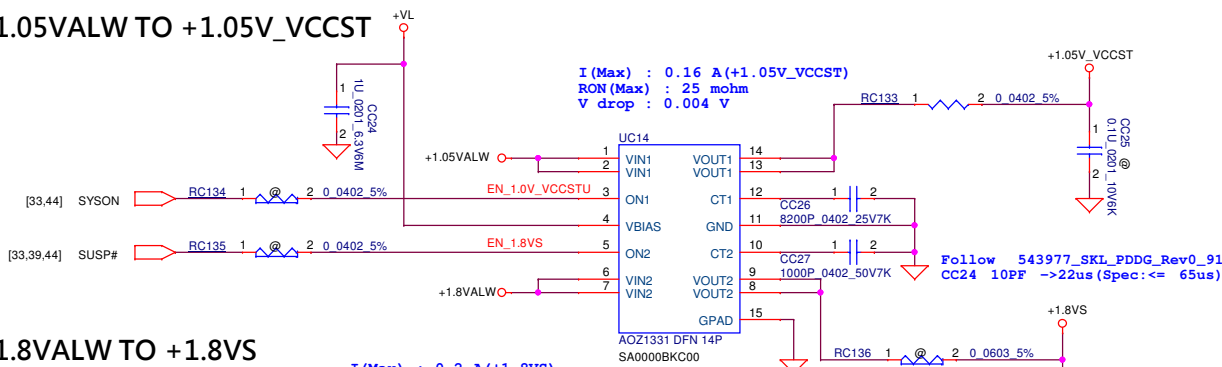 1.05VALW TO +1.05V_VCCST
+VL
1
1U_0201_6.3V6M
CC24
2
I(Max) : 0.16 A(+1.05V_VCCST)
RON(Max) : 25 mohm
V drop : 0.004 V
+1.05V_VCCST
RC133 1 2 0_0402_5%
1
CC25 @
0.1U_0201_10V6K
2
UC14
+1.05VALW
1 VIN1
2 VIN1
VOUT1 14
VOUT1 13
[33,44] SYSON
RC134 1 @ 2 0_0402_5%
EN_1.0V_VCCSTU
3 ON1
CT1 12
1 2
CC26
8200P_0402_25V7K
4 VBIAS
GND 11
[33,39,44] SUSP#
RC135 1 @ 2 0_0402_5%
EN_1.8VS
5 ON2
CT2 10
1 2
CC27
1000P_0402_50V7K
Follow 543977_SKL_PDDG_Rev0_91
CC24 10PF ->22us(Spec:<= 65us)
+1.8VALW
6 VIN2
7 VIN2
VOUT2 9
VOUT2 8
GPAD 15
AOZ1331 DFN 14P
SA0000BKC00
+1.8VS
RC136 1 @ 2 0_0603_5%
1.8VALW TO +1.8VS
I(Max) : 0.2 A(+1.8VS)